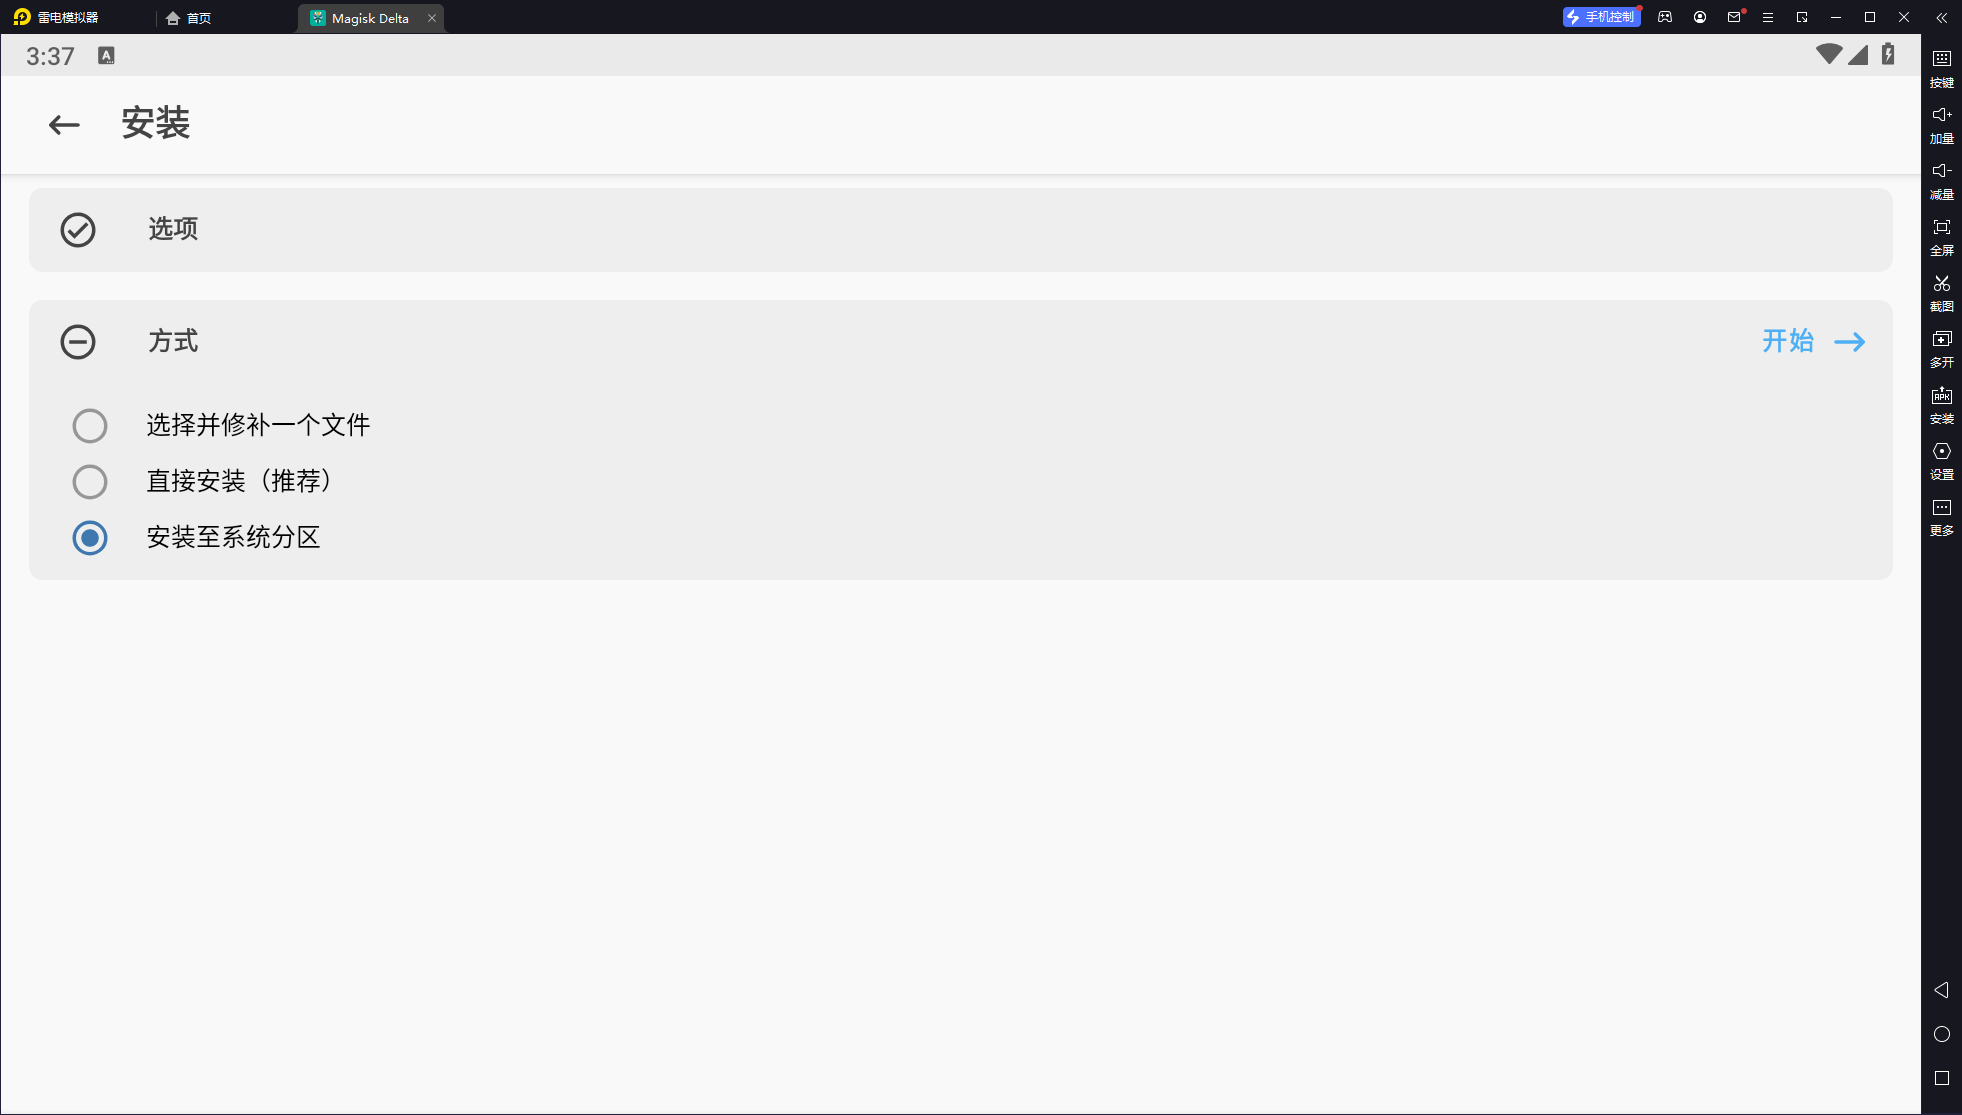 雷电模拟器
首页
Magisk Delta
手机控制
3:37
A
安装
选项
方式
开始
选择并修补一个文件
直接安装（推荐）
安装至系统分区
按键
加量
减量
全屏
截图
多开
APK
安装
设置
更多